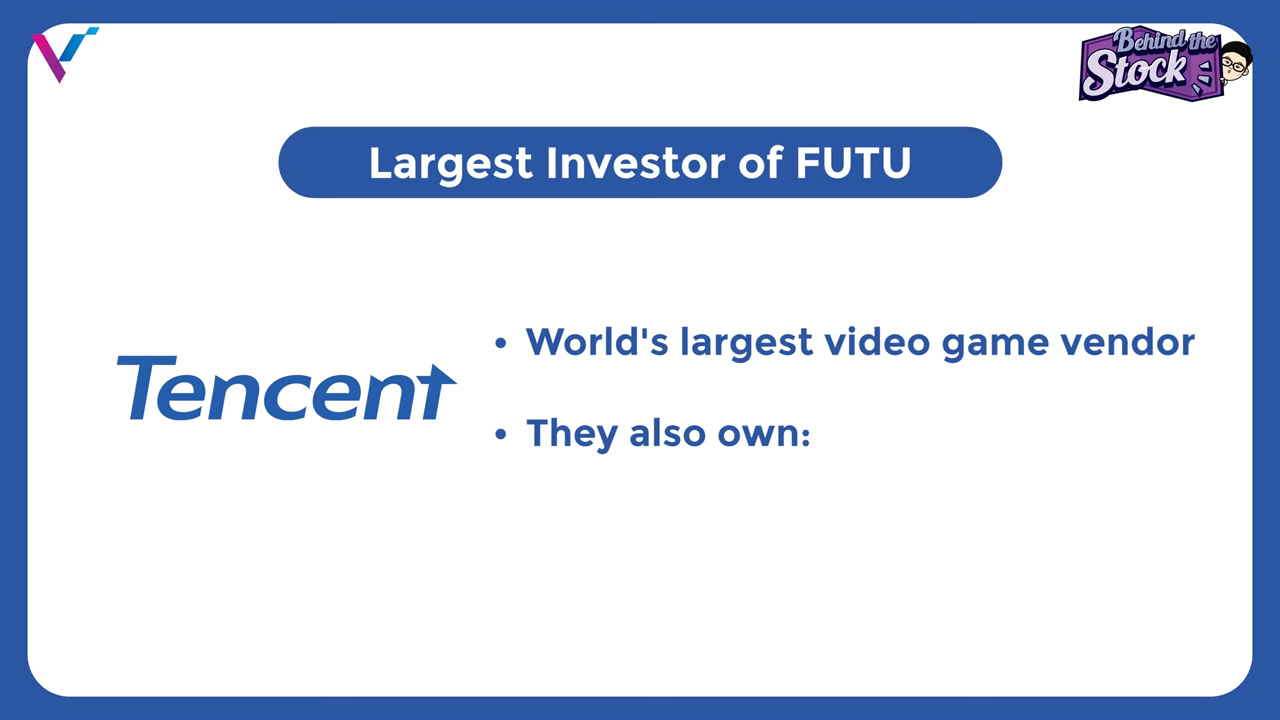 Behind the
Stock
Largest Investor of FUTU
Tencent
• World's largest video game vendor
• They also own: